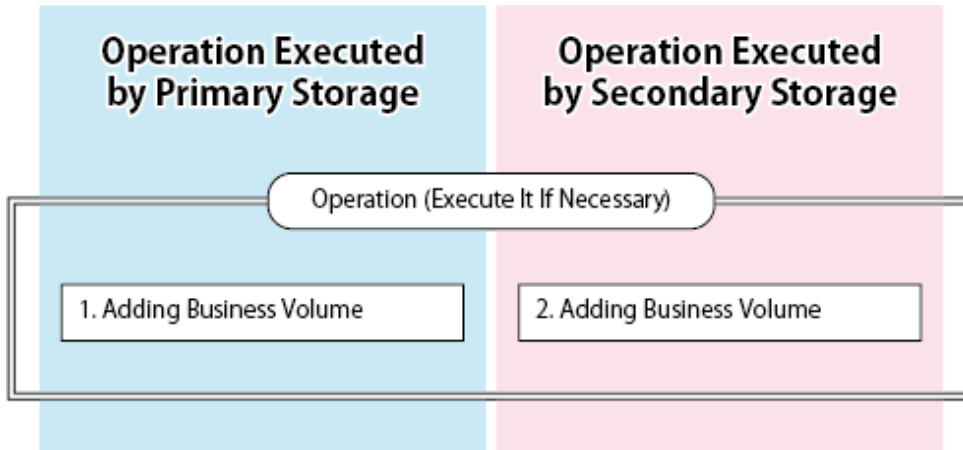 Operation Executed
by Primary Storage
Operation Executed
by Secondary Storage
Operation (Execute It If Necessary)
1. Adding Business Volume
2. Adding Business Volume